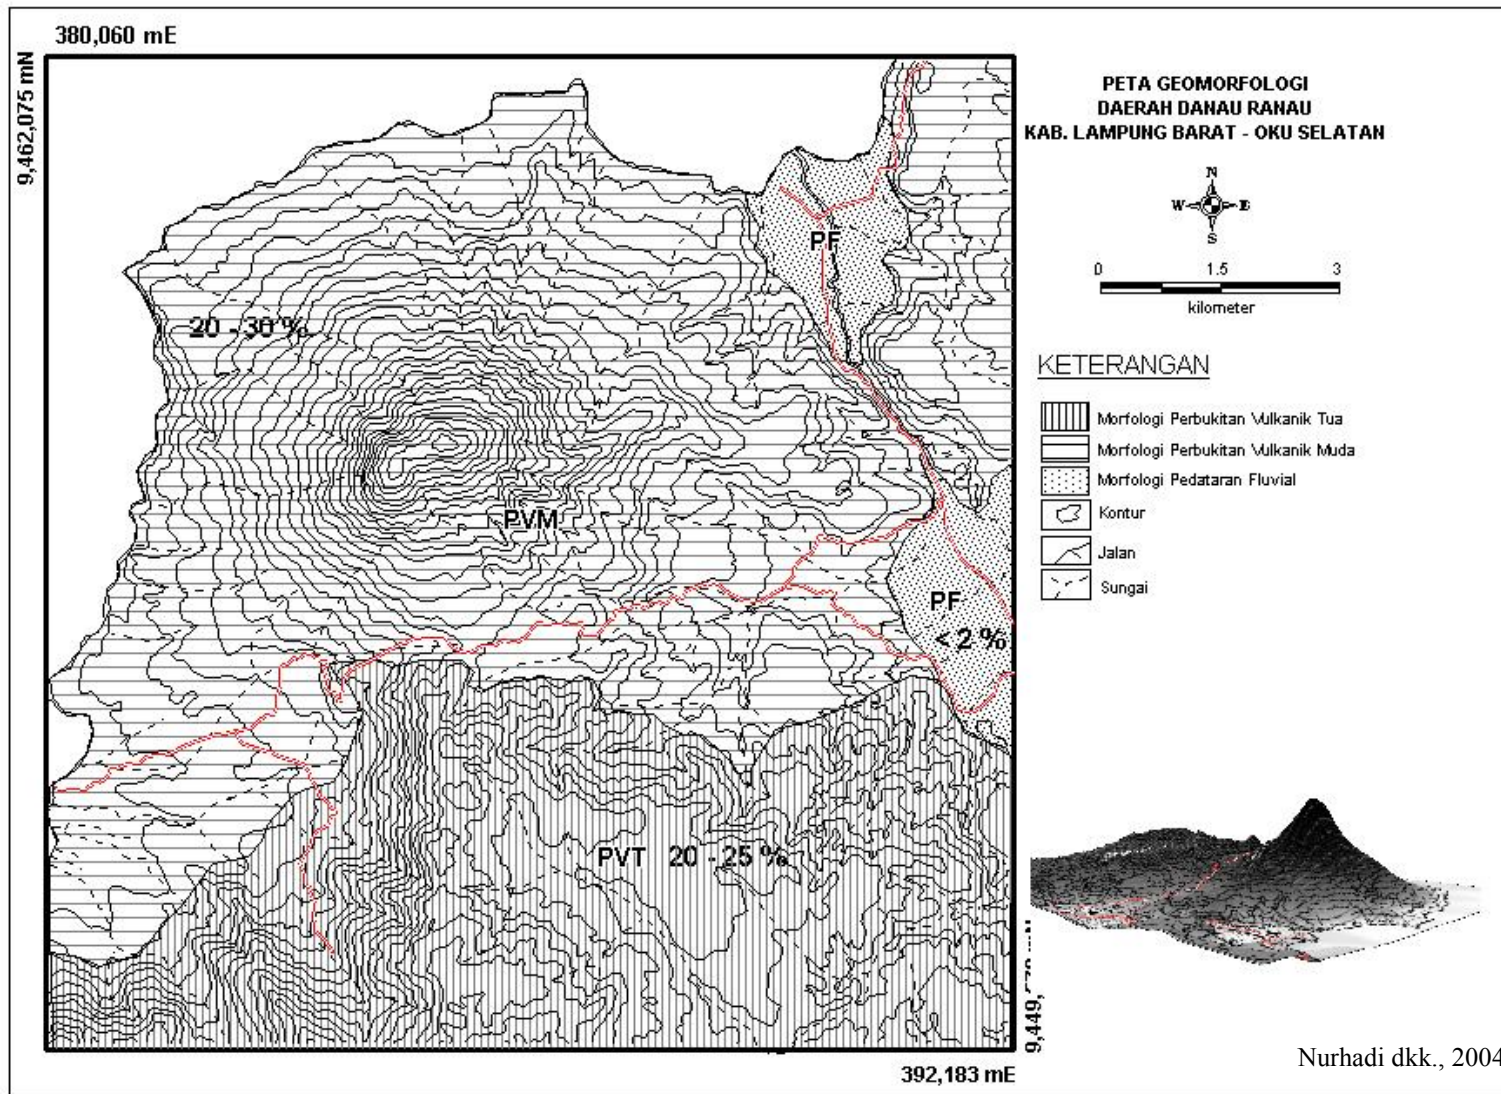 380,060 mE
9,462,075 mN
PETA GEOMORFOLOGI
DAERAH DANAU RANAU
KAB. LAMPUNG BARAT - OKU SELATAN
N
W E
S
0 1.5 3
kilometer
KETERANGAN
Morfologi Perbukitan Vulkanik Tua
Morfologi Perbukitan Vulkanik Muda
Morfologi Pedataran Fluvial
Kontur
Jalan
Sungai
PF
20 - 30 %
PVM
PF
< 2 %
PVT 20 - 25 %
9,449,
392,183 mE
Nurhadi dkk., 2004